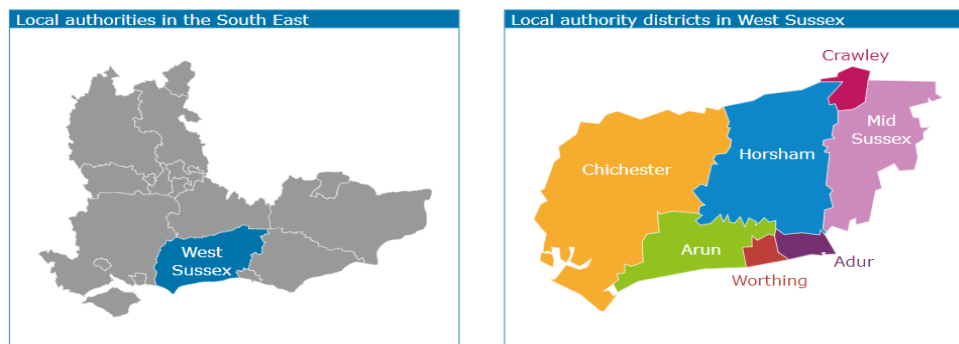 Local authorities in the South East
West
Sussex
Local authority districts in West Sussex
Crawley
Mid
Sussex
Horsham
Chichester
Arun
Adur
Worthing